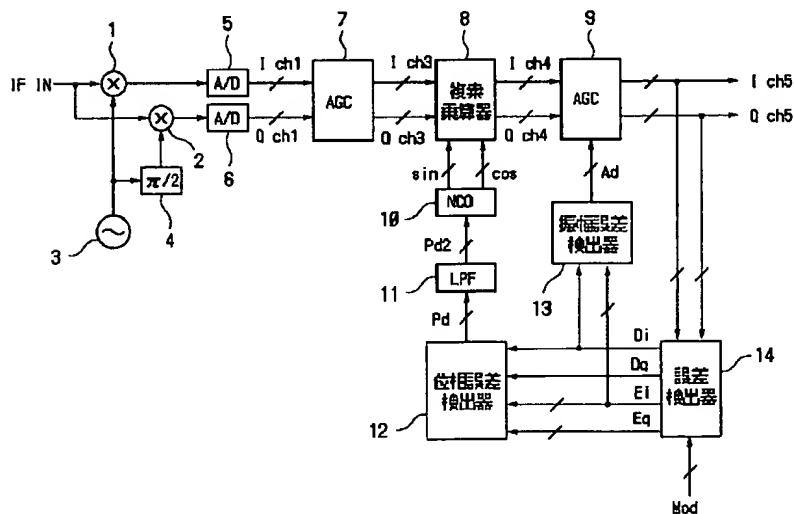 1
5
7
8
9
IF IN
A/D
I ch1
AGC
I ch3
複素
乗算器
I ch4
AGC
I ch5
A/D
Q ch1
Q ch3
Q ch4
Q ch5
2
6
π/2
4
3
sin
cos
NCO
10
Pd2
LPF
11
Pd
Ad
振幅誤差
検出器
13
位相誤差
検出器
12
Di
Dq
Ei
Eq
誤差
検出器
14
Mod